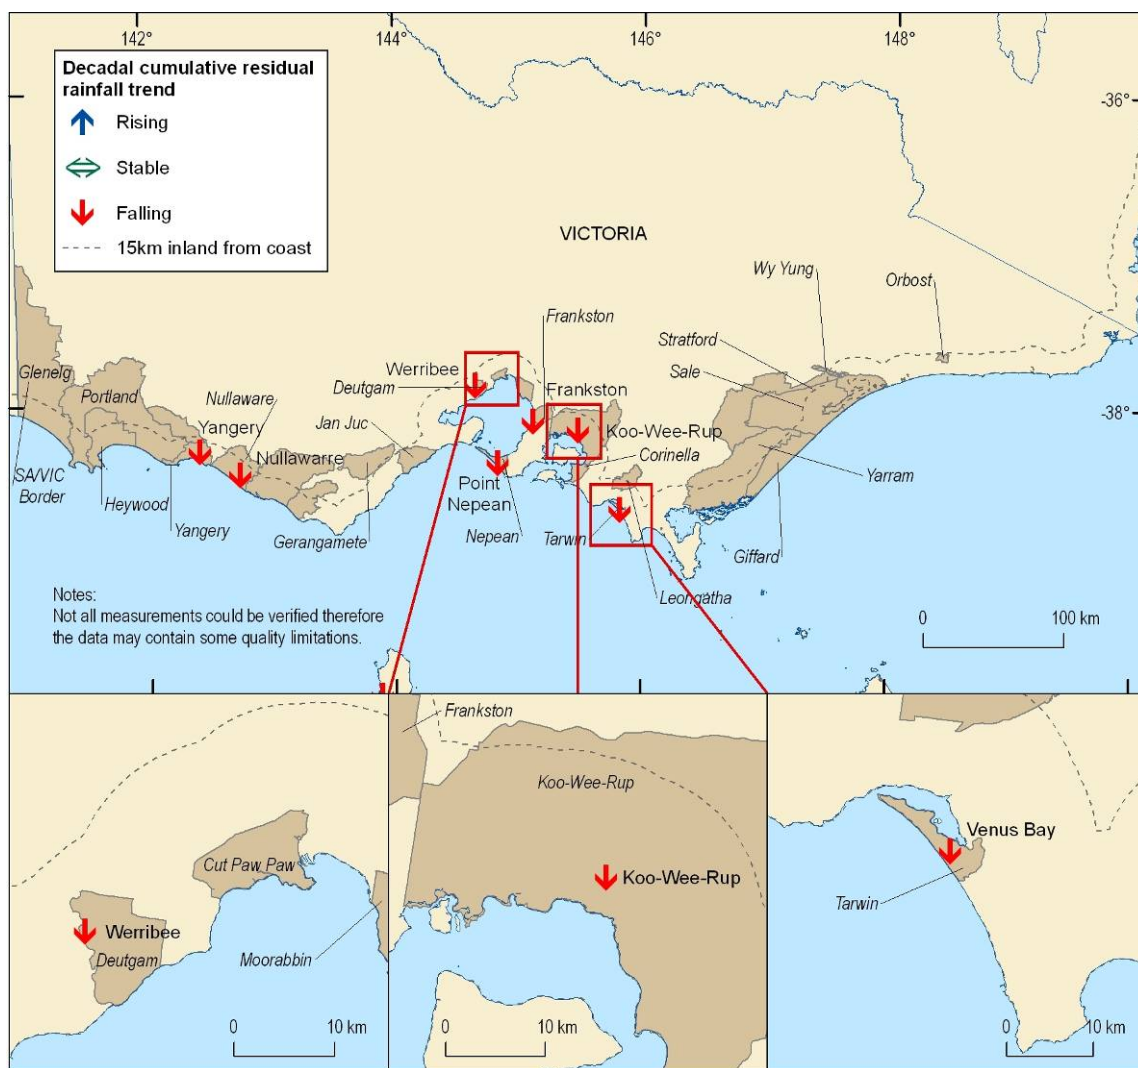 142
144
146
148
Decadal cumulative residual
rainfall trend
Rising
Stable
Falling
15km inland from coast
-36°
VICTORIA
Wy Yung
Orbost
Frankston
Stratford
Werribee
Deutgam
Sale
Glenelg
Portland
Nullaware
Yangery
Jan Juc
Frankston
-38°
Koo-Wee-Rup
Nullawarre
Corinella
SA/VIC
Border
Heywood
Yangery
Gerangamete
Point
Nepean
Nepean
Tarwin
Yarram
Giffard
Leongatha
Notes:
Not all measurements could be verified therefore
the data may contain some quality limitations.
0 100 km
Cut Paw Paw
Werribee
Deutgam
Moorabbin
0 10 km
Frankston
Koo-Wee-Rup
Koo-Wee-Rup
0 10 km
Venus Bay
Tarwin
0 10 km